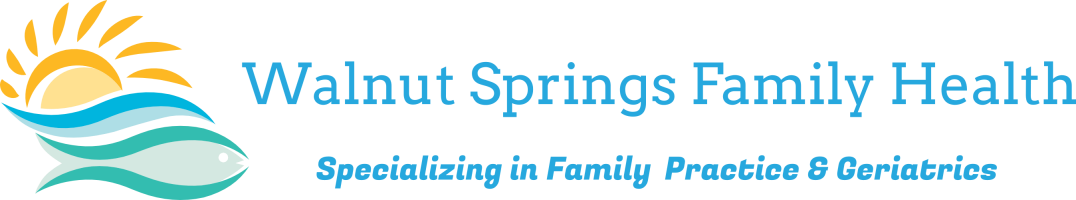 Walnut Springs Family Health
Specializing in Family Practice & Geriatrics